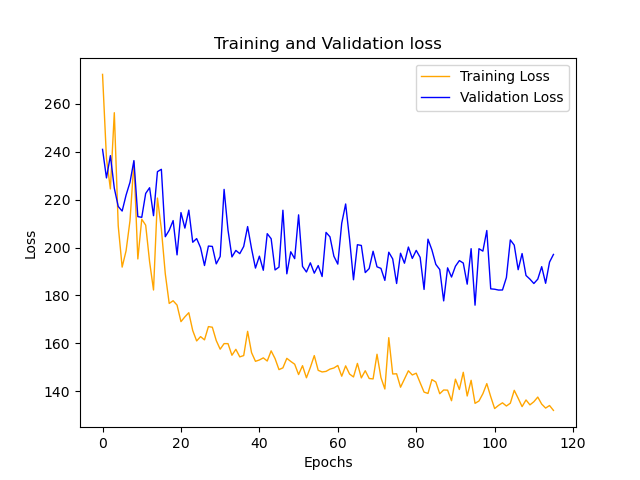 Training and Validation loss
Training Loss
Validation Loss
260
240
220
200
180
160
140
Loss
0 20 40 60 80 100 120
Epochs